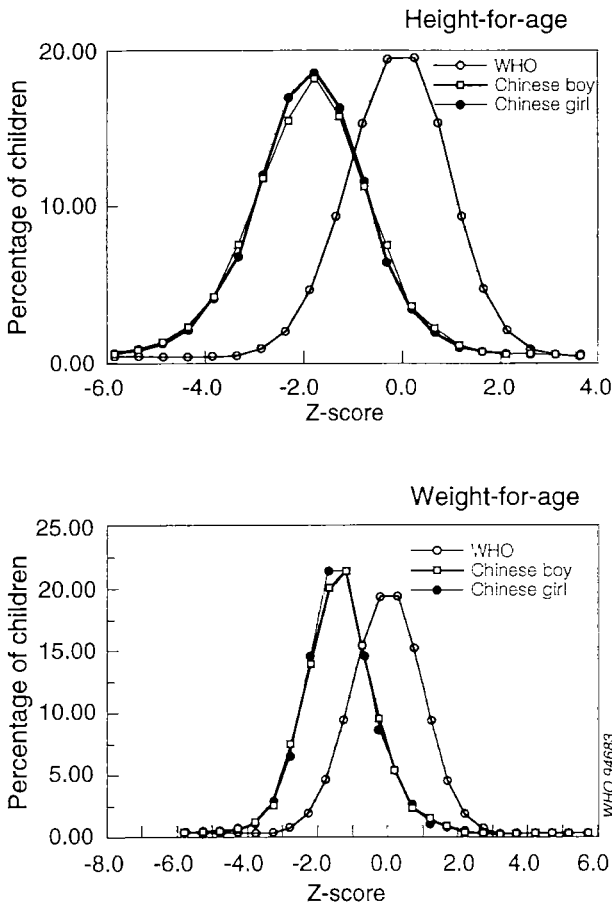 Height-for-age
20.00
10.00
0.00
Percentage of children
WHO
Chinese boy
Chinese girl
-6.0 -4.0 -2.0 0.0 2.0 4.0
Z-score
Weight-for-age
25.00
20.00
15.00
10.00
5.00
0.00
Percentage of children
WHO
Chinese boy
Chinese girl
-8.0 -6.0 -4.0 -2.0 0.0 2.0 4.0 6.0
Z-score
WHO 94683